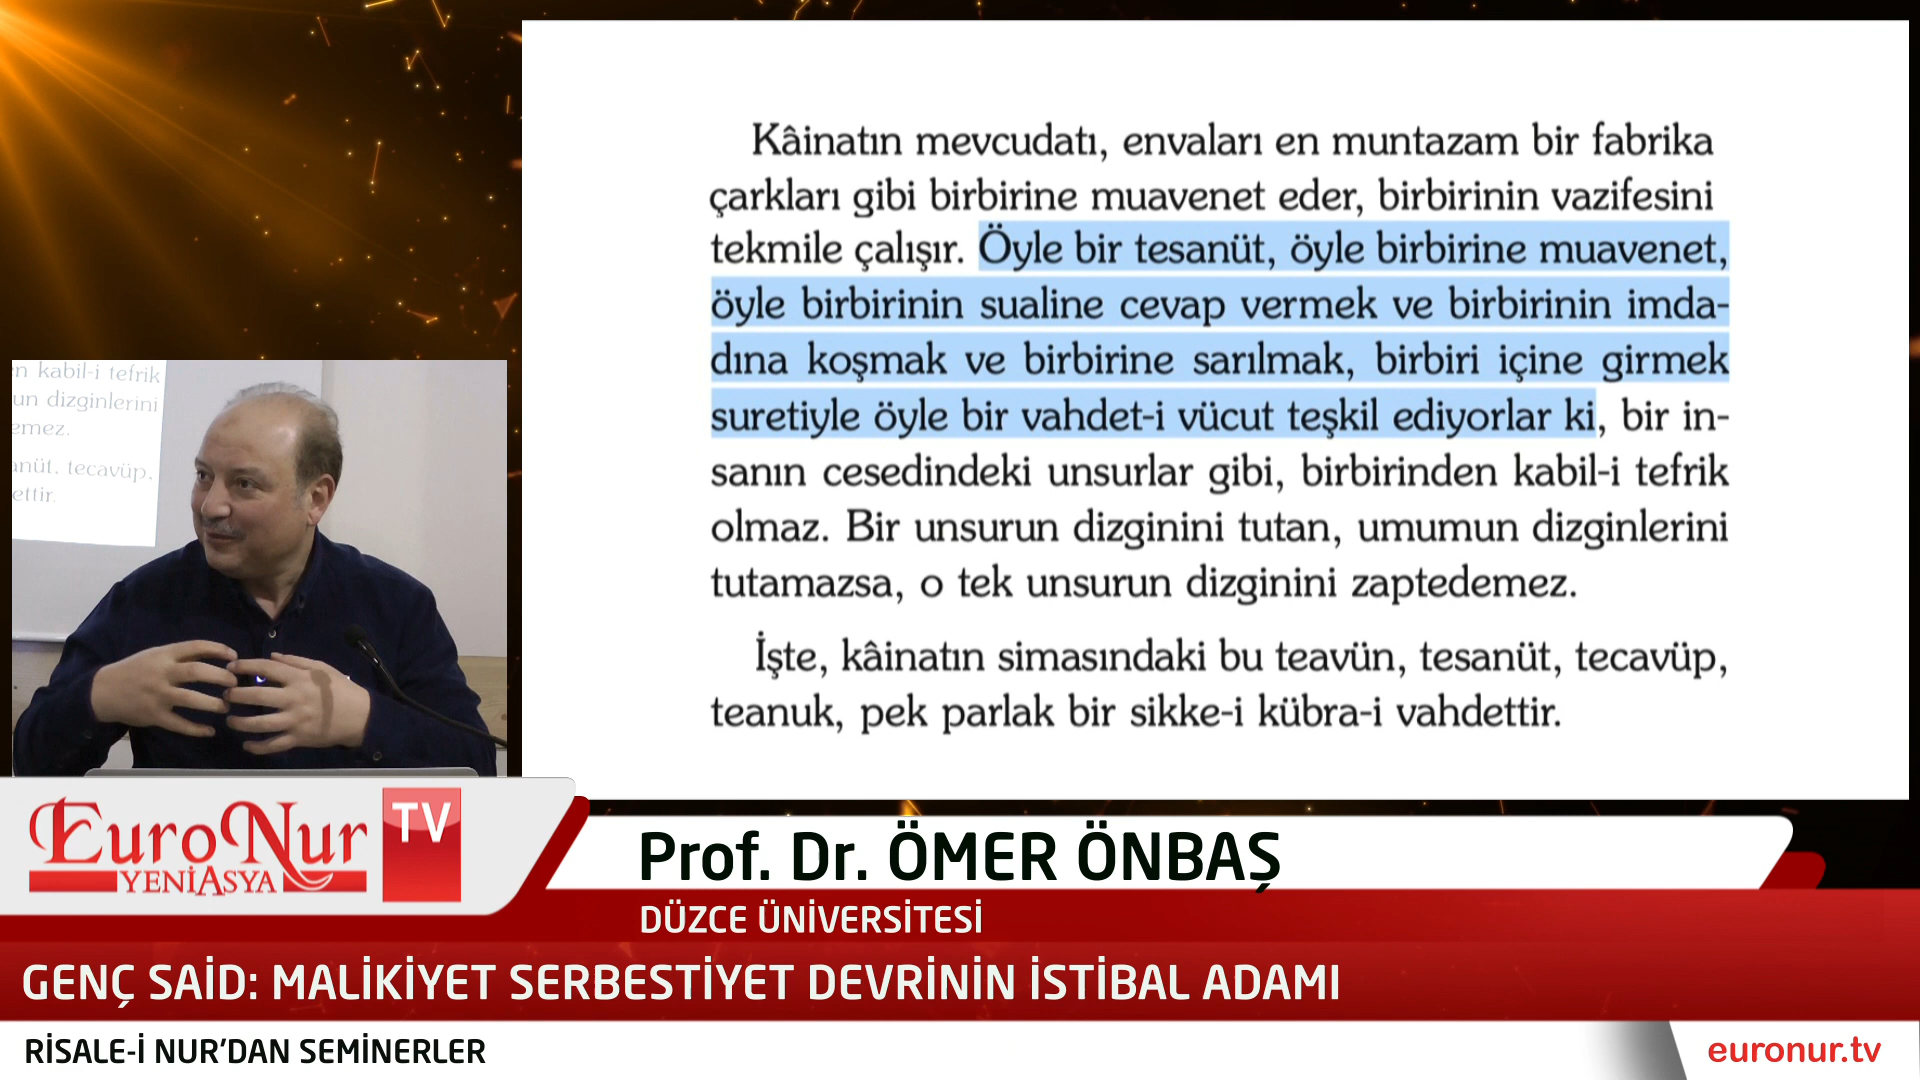 Kâinatın mevcudatı, envaları en muntazam bir fabrika
çarkları gibi birbirine muavenet eder, birbirinin vazifesini
tekmile çalışır. Öyle bir tesanüt, öyle birbirine muavenet,
öyle birbirinin sualine cevap vermek ve birbirinin imda-
dına koşmak ve birbirine sarılmak, birbiri içine girmek
suretiyle öyle bir vahdet-i vücut teşkil ediyorlar ki, bir in-
sanın cesedindeki unsurlar gibi, birbirinden kabil-i tefrik
olmaz. Bir unsurun dizginini tutan, umumun dizginlerini
tutamazsa, o tek unsurun dizginini zaptedemez.
İşte, kâinatın simasındaki bu teavün, tesanüt, tecavüp,
teanuk, pek parlak bir sikke-i kübra-i vahdettir.
n kabil-i tefrik
un dizginlerini
emez.
anüt, tecavüp,
ettir.
EuroNur TV
YENİASYA
Prof. Dr. ÖMER ÖNBAŞ
DÜZCE ÜNİVERSİTESİ
GENÇ SAİD: MALİKİYET SERBESTİYET DEVRİNİN İSTİBAL ADAMI
RİSALE-İ NUR'DAN SEMİNERLER
euronur.tv